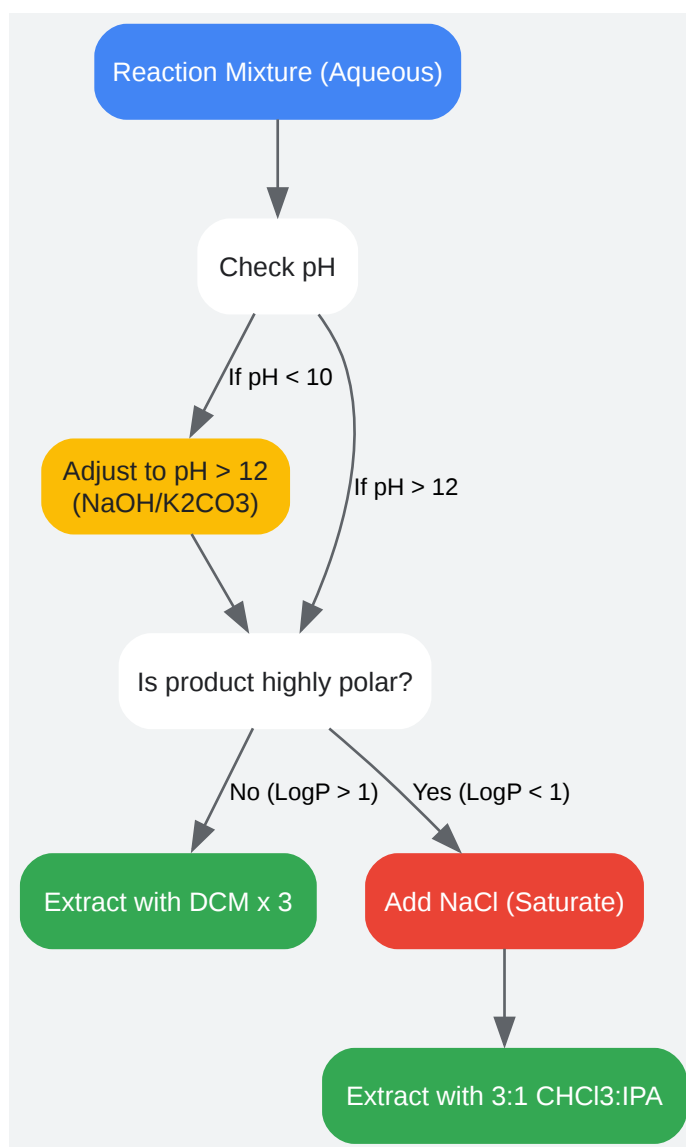 Reaction Mixture (Aqueous)
Check pH
If pH < 10
Adjust to pH > 12
(NaOH/K2CO3)
If pH > 12
Is product highly polar?
No (LogP > 1)
Yes (LogP < 1)
Extract with DCM x 3
Add NaCl (Saturate)
Extract with 3:1 CHCl3:IPA